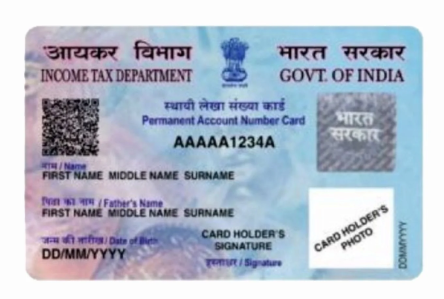 आयकर विभाग
INCOME TAX DEPARTMENT
भारत सरकार
GOVT. OF INDIA
स्थायी लेखा संख्या कार्ड
Permanent Account Number Card
AAAAA1234A
भारत
सरकार
नाम / Name
FIRST NAME MIDDLE NAME SURNAME
पिता का नाम / Father's Name
FIRST NAME MIDDLE NAME SURNAME
जन्म की तारीख / Date of Birth
DD/MM/YYYY
CARD HOLDER'S
SIGNATURE
हस्ताक्षर / Signature
CARD HOLDER'S
PHOTO
DDMMYYYY